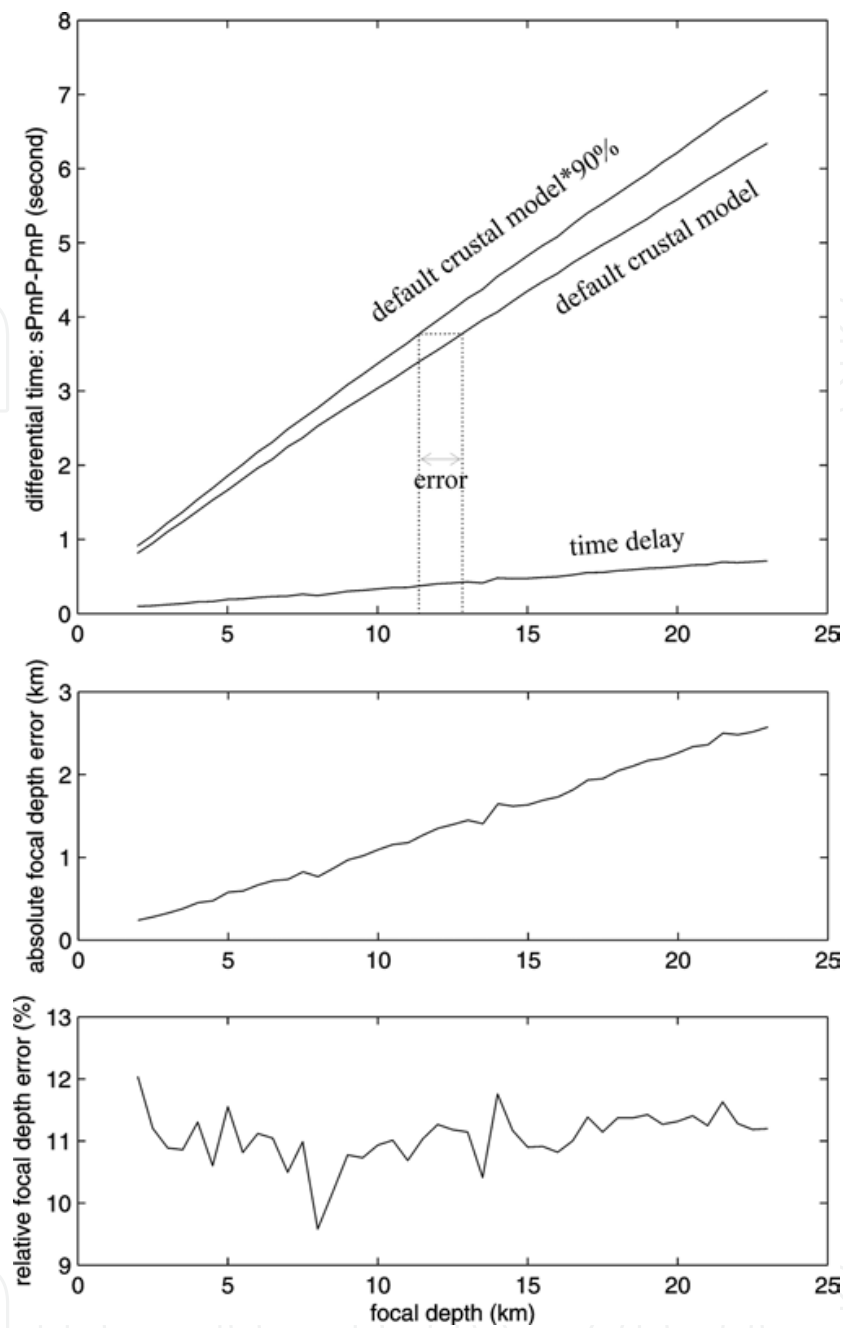 8
7
6
5
4
3
2
1
0
differential time: sPmP-PmP (second)
default crustal model*90%
default crustal model
error
time delay
0 5 10 15 20 25
3
2
1
0
absolute focal depth error (km)
0 5 10 15 20 25
13
12
11
10
9
relative focal depth error (%)
0 5 10 15 20 25
focal depth (km)